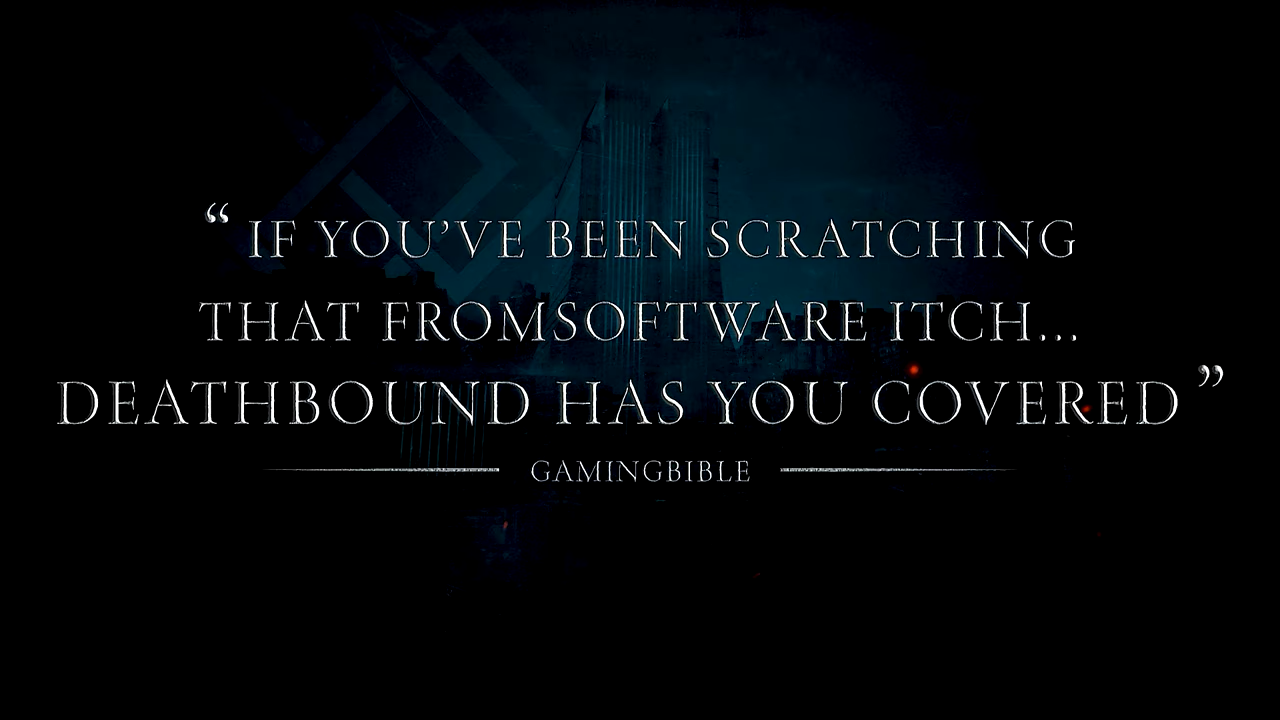 “ IF YOU’VE BEEN SCRATCHING
THAT FROMSOFTWARE ITCH...
DEATHBOUND HAS YOU COVERED ”
GAMINGBIBLE